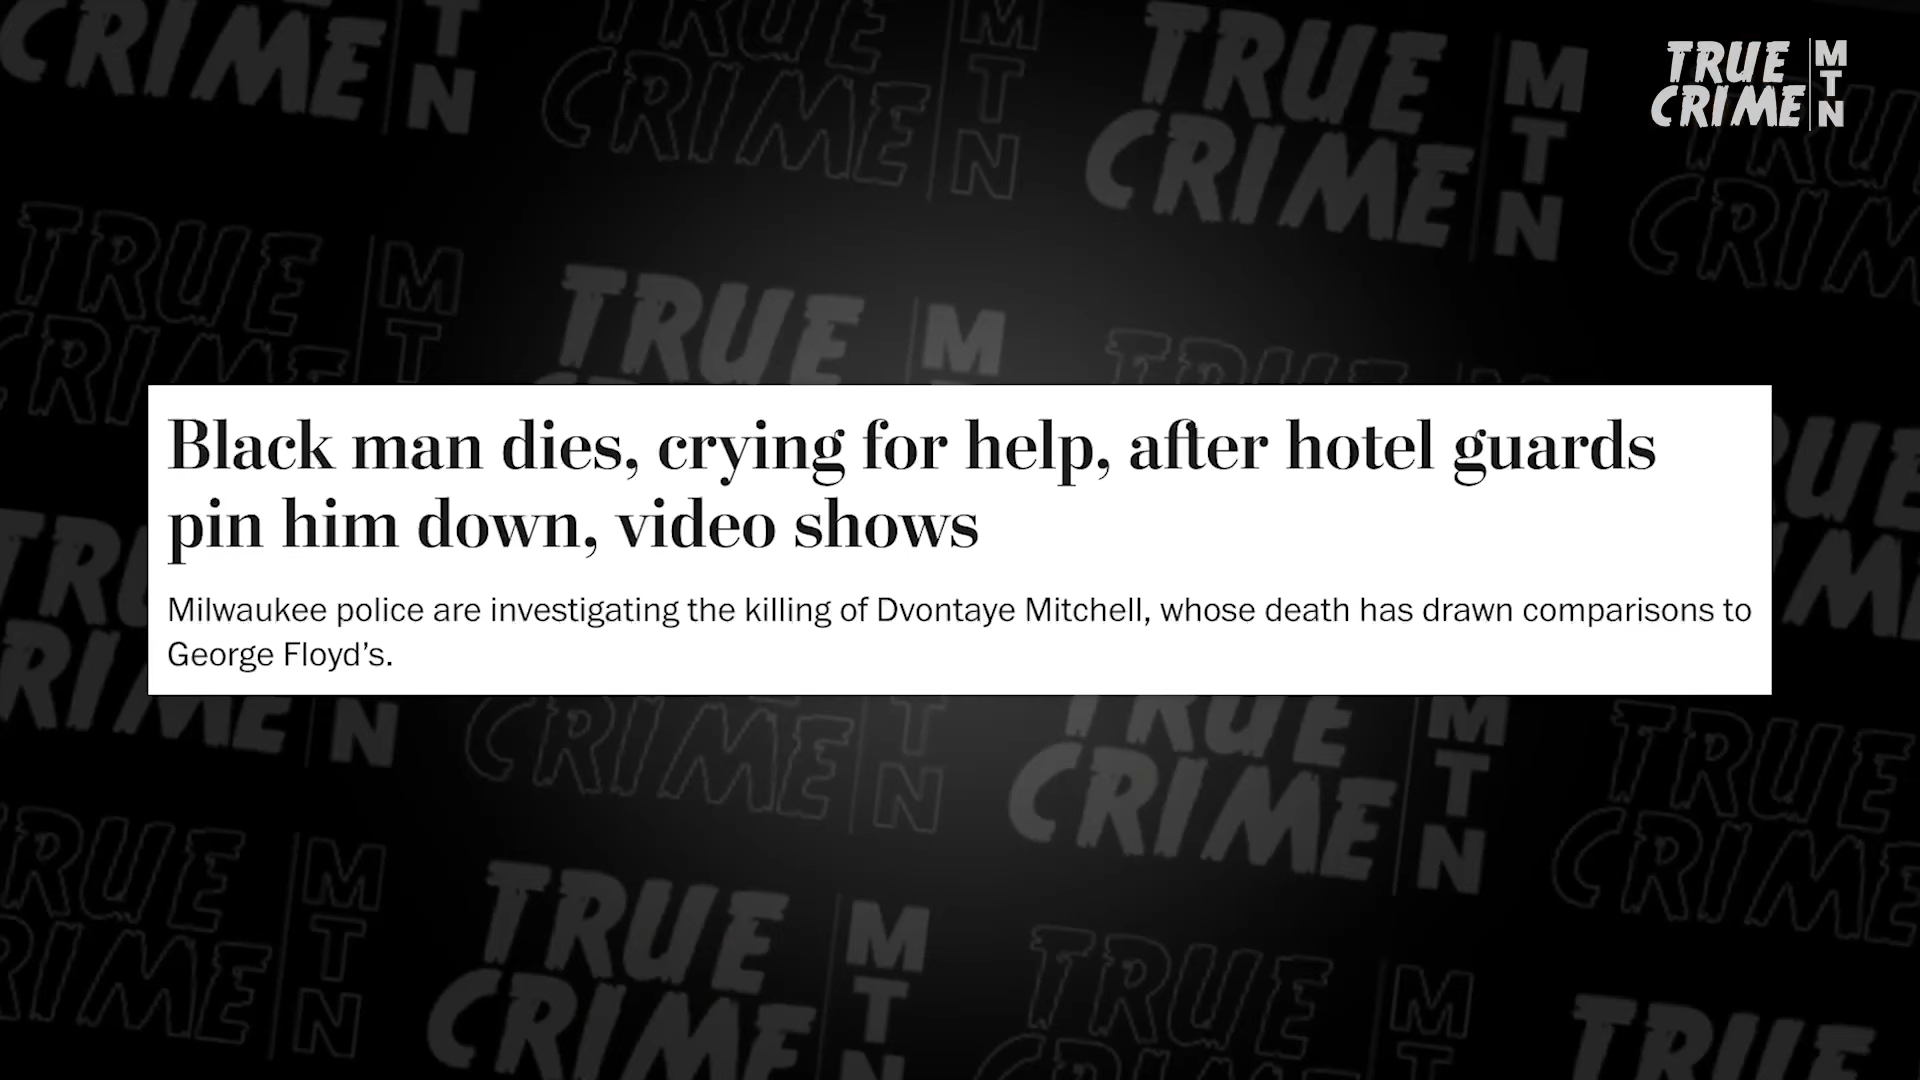 TRUE
CRIME
MTN
Black man dies, crying for help, after hotel guards
pin him down, video shows
Milwaukee police are investigating the killing of Dvontaye Mitchell, whose death has drawn comparisons to
George Floyd’s.